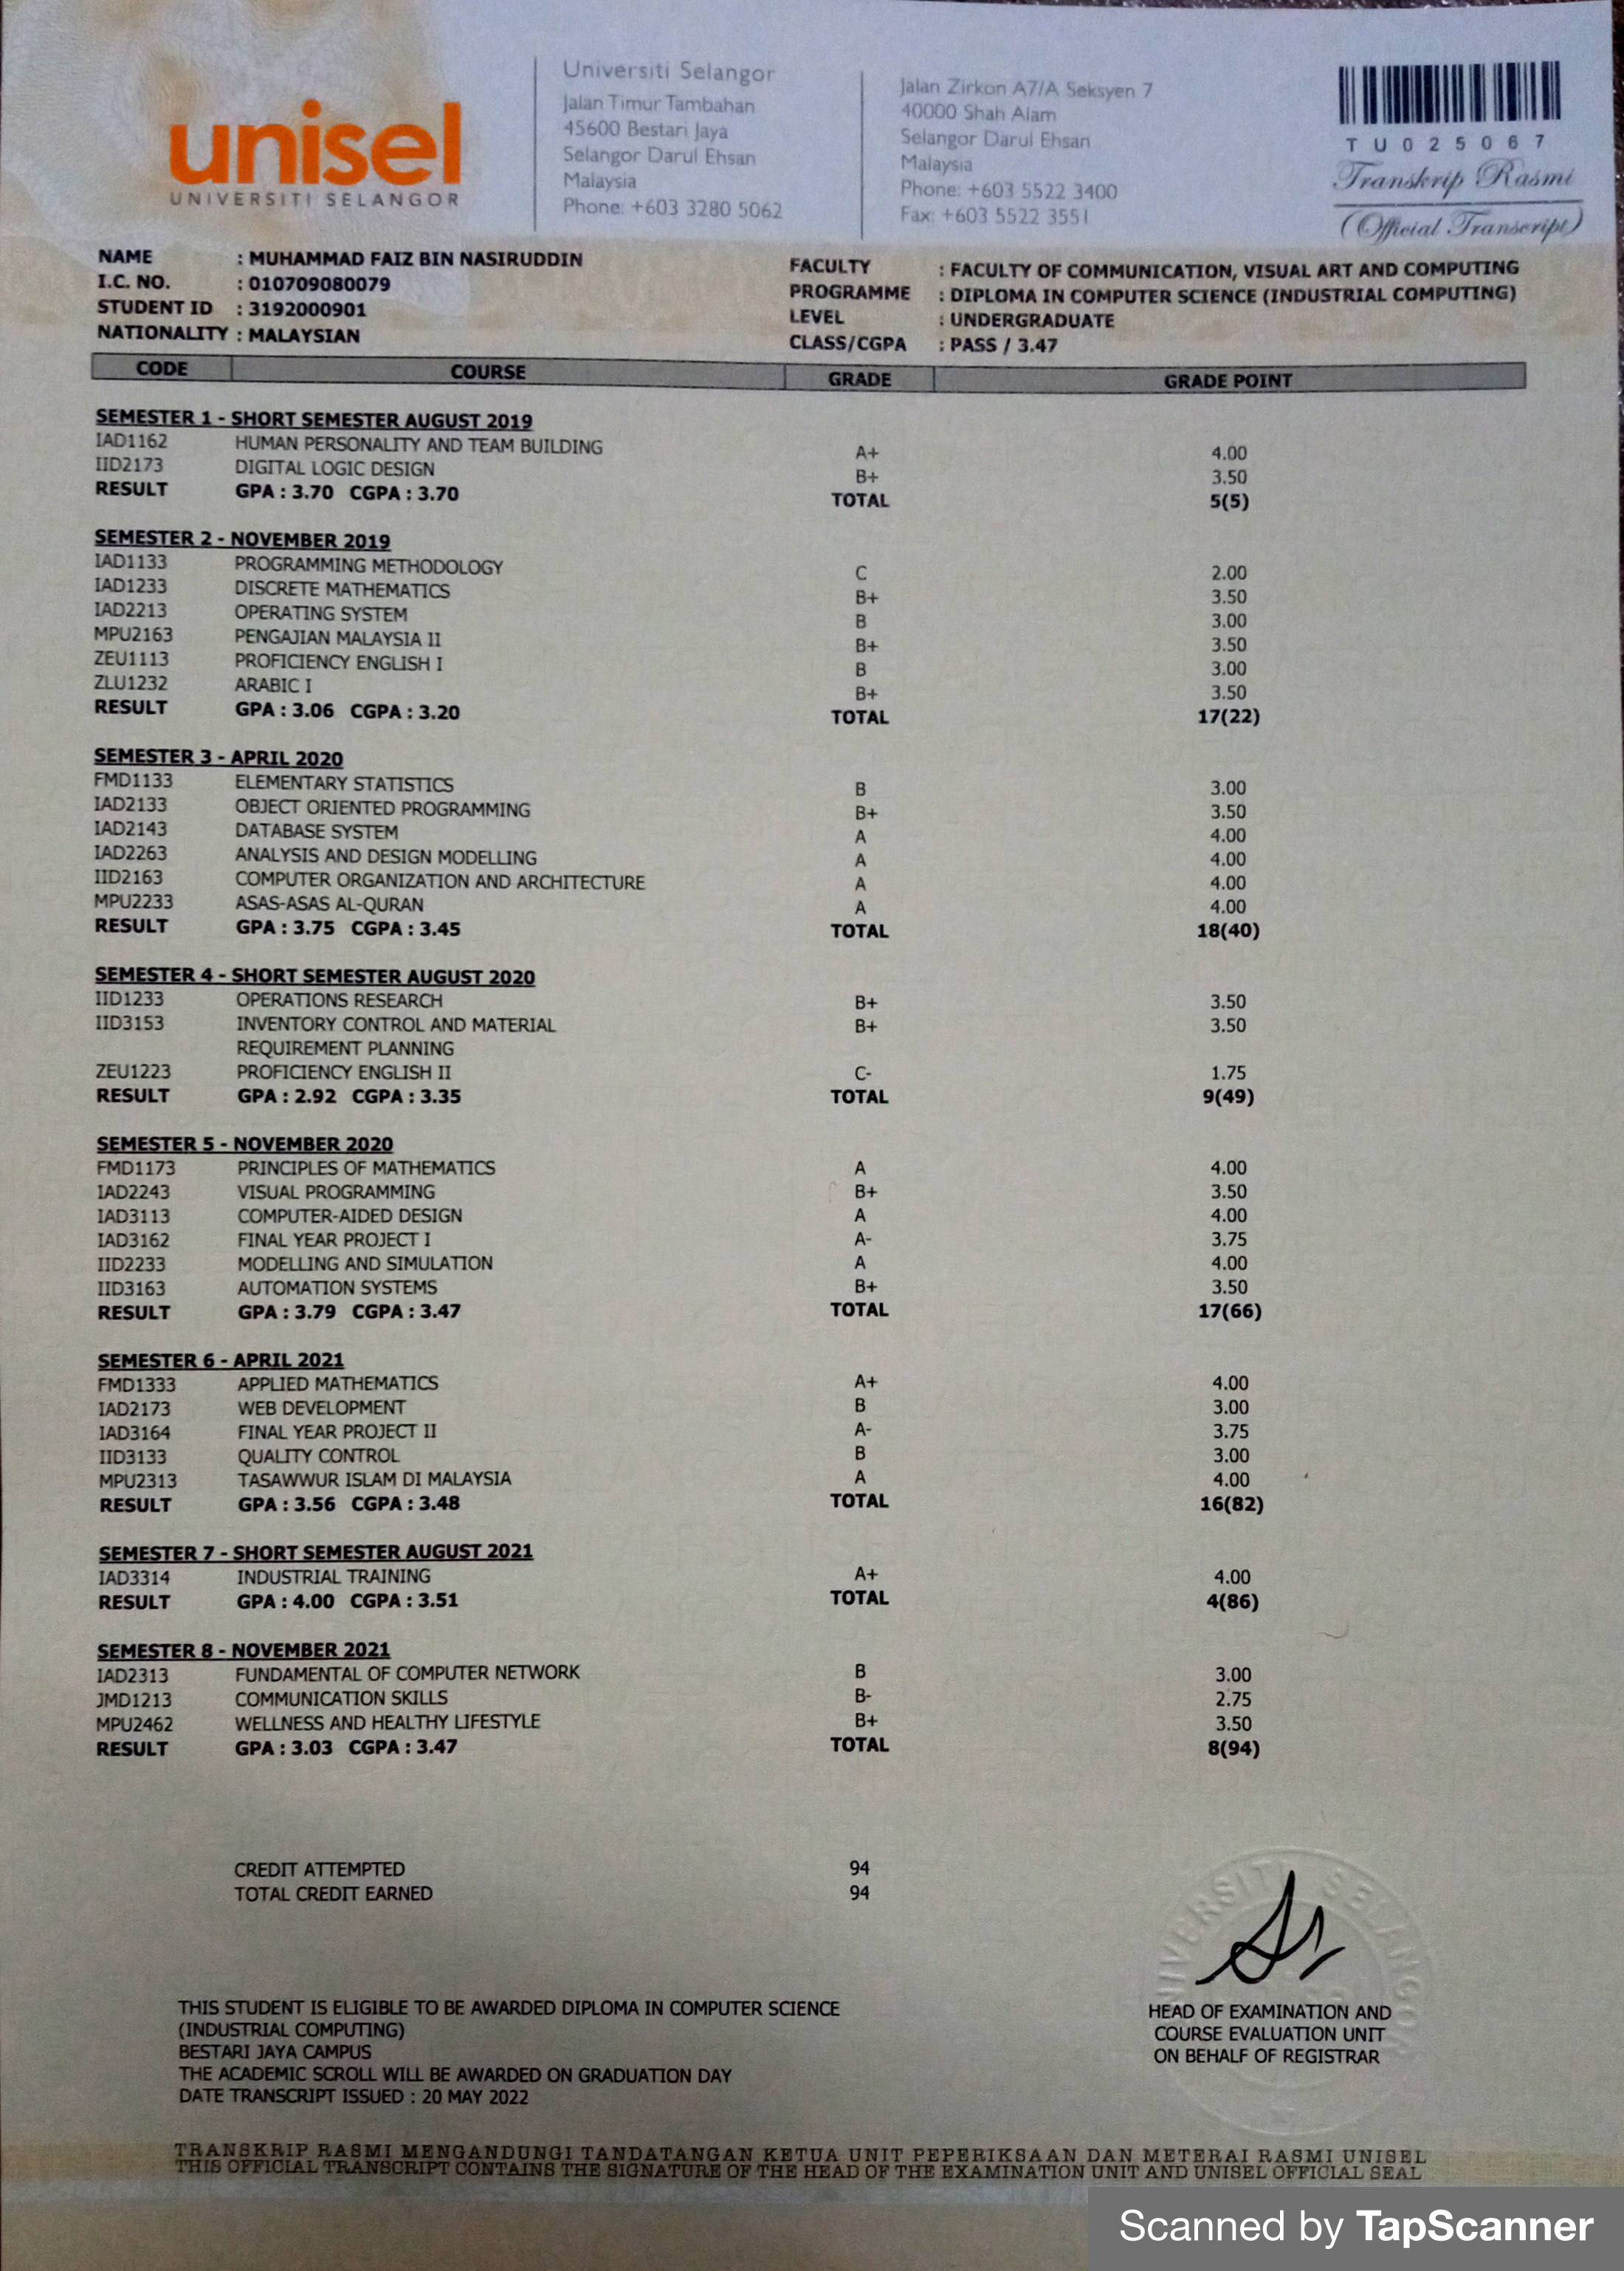 unisel
UNIVERSITI SELANGOR
Universiti Selangor
Jalan Timur Tambahan
45600 Bestari Jaya
Selangor Darul Ehsan
Malaysia
Phone: +603 3280 5062
Jalan Zirkon A7/A Seksyen 7
40000 Shah Alam
Selangor Darul Ehsan
Malaysia
Phone: +603 5522 3400
Fax: +603 5522 3551
TU025067
Transkrip Rasmi
(Official Transcript)
NAME : MUHAMMAD FAIZ BIN NASIRUDDIN
I.C. NO. : 010709080079
STUDENT ID : 3192000901
NATIONALITY : MALAYSIAN
FACULTY : FACULTY OF COMMUNICATION, VISUAL ART AND COMPUTING
PROGRAMME : DIPLOMA IN COMPUTER SCIENCE (INDUSTRIAL COMPUTING)
LEVEL : UNDERGRADUATE
CLASS/CGPA : PASS / 3.47
CODE COURSE GRADE GRADE POINT
SEMESTER 1 - SHORT SEMESTER AUGUST 2019
IAD1162 HUMAN PERSONALITY AND TEAM BUILDING A+ 4.00
IID2173 DIGITAL LOGIC DESIGN B+ 3.50
RESULT GPA : 3.70 CGPA : 3.70 TOTAL 5(5)
SEMESTER 2 - NOVEMBER 2019
IAD1133 PROGRAMMING METHODOLOGY C 2.00
IAD1233 DISCRETE MATHEMATICS B+ 3.50
IAD2213 OPERATING SYSTEM B 3.00
MPU2163 PENGAJIAN MALAYSIA II B+ 3.50
ZEU1113 PROFICIENCY ENGLISH I B 3.00
ZLU1232 ARABIC I B+ 3.50
RESULT GPA : 3.06 CGPA : 3.20 TOTAL 17(22)
SEMESTER 3 - APRIL 2020
FMD1133 ELEMENTARY STATISTICS B 3.00
IAD2133 OBJECT ORIENTED PROGRAMMING B+ 3.50
IAD2143 DATABASE SYSTEM A 4.00
IAD2263 ANALYSIS AND DESIGN MODELLING A 4.00
IID2163 COMPUTER ORGANIZATION AND ARCHITECTURE A 4.00
MPU2233 ASAS-ASAS AL-QURAN A 4.00
RESULT GPA : 3.75 CGPA : 3.45 TOTAL 18(40)
SEMESTER 4 - SHORT SEMESTER AUGUST 2020
IID1233 OPERATIONS RESEARCH B+ 3.50
IID3153 INVENTORY CONTROL AND MATERIAL B+ 3.50
REQUIREMENT PLANNING
ZEU1223 PROFICIENCY ENGLISH II C- 1.75
RESULT GPA : 2.92 CGPA : 3.35 TOTAL 9(49)
SEMESTER 5 - NOVEMBER 2020
FMD1173 PRINCIPLES OF MATHEMATICS A 4.00
IAD2243 VISUAL PROGRAMMING B+ 3.50
IAD3113 COMPUTER-AIDED DESIGN A 4.00
IAD3162 FINAL YEAR PROJECT I A- 3.75
IID2233 MODELLING AND SIMULATION A 4.00
IID3163 AUTOMATION SYSTEMS B+ 3.50
RESULT GPA : 3.79 CGPA : 3.47 TOTAL 17(66)
SEMESTER 6 - APRIL 2021
FMD1333 APPLIED MATHEMATICS A+ 4.00
IAD2173 WEB DEVELOPMENT B 3.00
IAD3164 FINAL YEAR PROJECT II A- 3.75
IID3133 QUALITY CONTROL B 3.00
MPU2313 TASAWWUR ISLAM DI MALAYSIA A 4.00
RESULT GPA : 3.56 CGPA : 3.48 TOTAL 16(82)
SEMESTER 7 - SHORT SEMESTER AUGUST 2021
IAD3314 INDUSTRIAL TRAINING A+ 4.00
RESULT GPA : 4.00 CGPA : 3.51 TOTAL 4(86)
SEMESTER 8 - NOVEMBER 2021
IAD2313 FUNDAMENTAL OF COMPUTER NETWORK B 3.00
JMD1213 COMMUNICATION SKILLS B- 2.75
MPU2462 WELLNESS AND HEALTHY LIFESTYLE B+ 3.50
RESULT GPA : 3.03 CGPA : 3.47 TOTAL 8(94)
CREDIT ATTEMPTED 94
TOTAL CREDIT EARNED 94
UNIVERSITI SELANGOR
THIS STUDENT IS ELIGIBLE TO BE AWARDED DIPLOMA IN COMPUTER SCIENCE
(INDUSTRIAL COMPUTING)
BESTARI JAYA CAMPUS
THE ACADEMIC SCROLL WILL BE AWARDED ON GRADUATION DAY
DATE TRANSCRIPT ISSUED : 20 MAY 2022
HEAD OF EXAMINATION AND
COURSE EVALUATION UNIT
ON BEHALF OF REGISTRAR
TRANSKRIP RASMI MENGANDUNGI TANDATANGAN KETUA UNIT PEPERIKSAAN DAN METERAI RASMI UNISEL
THIS OFFICIAL TRANSCRIPT CONTAINS THE SIGNATURE OF THE HEAD OF THE EXAMINATION UNIT AND UNISEL OFFICIAL SEAL
Scanned by TapScanner